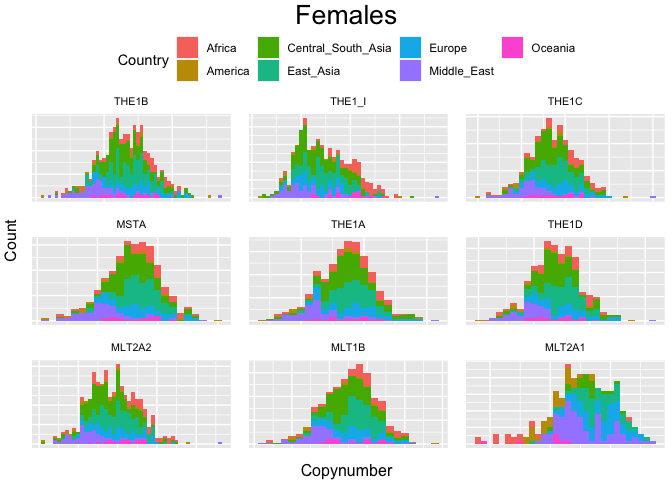 Females
Country
Africa
Central_South_Asia
Europe
Oceania
America
East_Asia
Middle_East
THE1B
THE1_I
THE1C
MSTA
THE1A
THE1D
MLT2A2
MLT1B
MLT2A1
Count
Copynumber